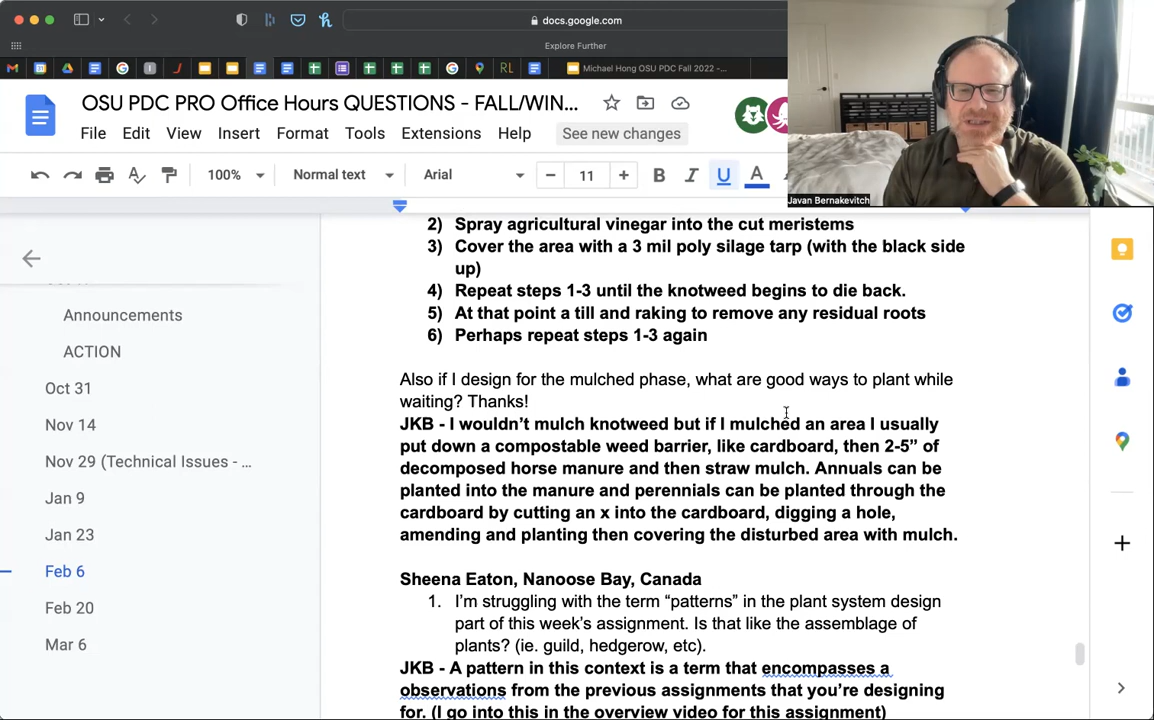 docs.google.com
Explore Further
Michael Hong OSU PDC Fall 2022 -...
OSU PDC PRO Office Hours QUESTIONS - FALL/WIN...
File Edit View Insert Format Tools Extensions Help See new changes
100% Normal text Arial 11 B I U A
Javan Bernakevitch
Announcements
ACTION
Oct 31
Nov 14
Nov 29 (Technical Issues - ...
Jan 9
Jan 23
Feb 6
Feb 20
Mar 6
2) Spray agricultural vinegar into the cut meristems
3) Cover the area with a 3 mil poly silage tarp (with the black side
up)
4) Repeat steps 1-3 until the knotweed begins to die back.
5) At that point a till and raking to remove any residual roots
6) Perhaps repeat steps 1-3 again
Also if I design for the mulched phase, what are good ways to plant while
waiting? Thanks!
JKB - I wouldn’t mulch knotweed but if I mulched an area I usually
put down a compostable weed barrier, like cardboard, then 2-5” of
decomposed horse manure and then straw mulch. Annuals can be
planted into the manure and perennials can be planted through the
cardboard by cutting an x into the cardboard, digging a hole,
amending and planting then covering the disturbed area with mulch.
Sheena Eaton, Nanoose Bay, Canada
1. I’m struggling with the term “patterns” in the plant system design
part of this week’s assignment. Is that like the assemblage of
plants? (ie. guild, hedgerow, etc).
JKB - A pattern in this context is a term that encompasses a
observations from the previous assignments that you’re designing
for. (I go into this in the overview video for this assignment)